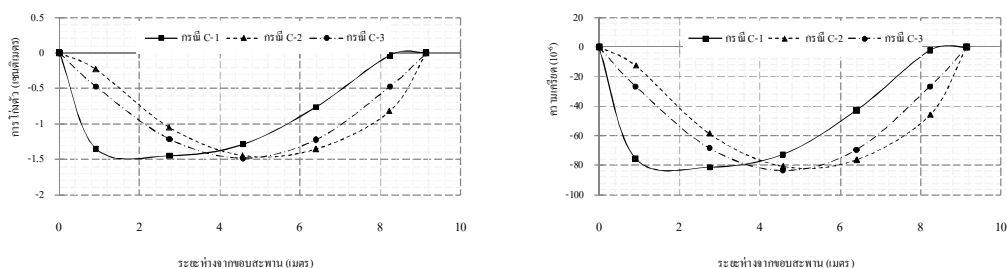 0.5
0
-0.5
-1
-1.5
-2
การโก่งตัว (เซนติเมตร)
กรณี C-1
กรณี C-2
กรณี C-3
0 2 4 6 8 10
ระยะห่างจากขอบสะพาน (เมตร)
20
0
-20
-40
-60
-80
-100
ความเครียด (10⁻⁶)
กรณี C-1
กรณี C-2
กรณี C-3
0 2 4 6 8 10
ระยะห่างจากขอบสะพาน (เมตร)